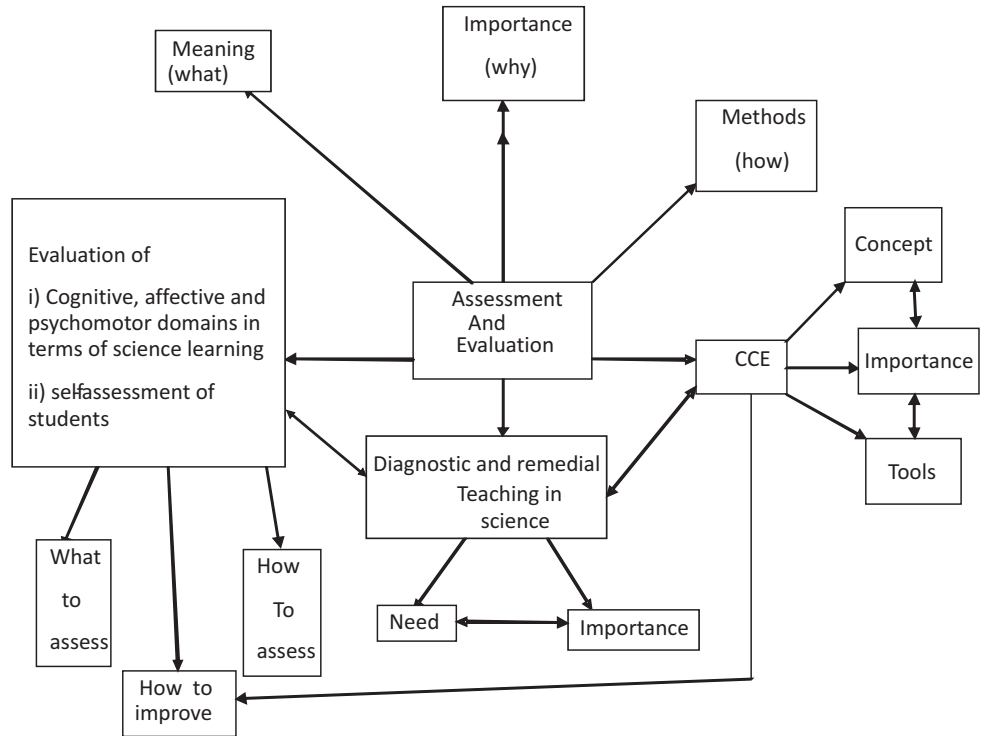 Importance
(why)
Meaning
(what)
Methods
(how)
Evaluation of
i) Cognitive, affective and
psychomotor domains in
terms of science learning
ii) self-assessment of
students
Assessment
And
Evaluation
Concept
CCE
Importance
Tools
Diagnostic and remedial
Teaching in
science
What
to
assess
How
To
assess
Need
Importance
How to
improve